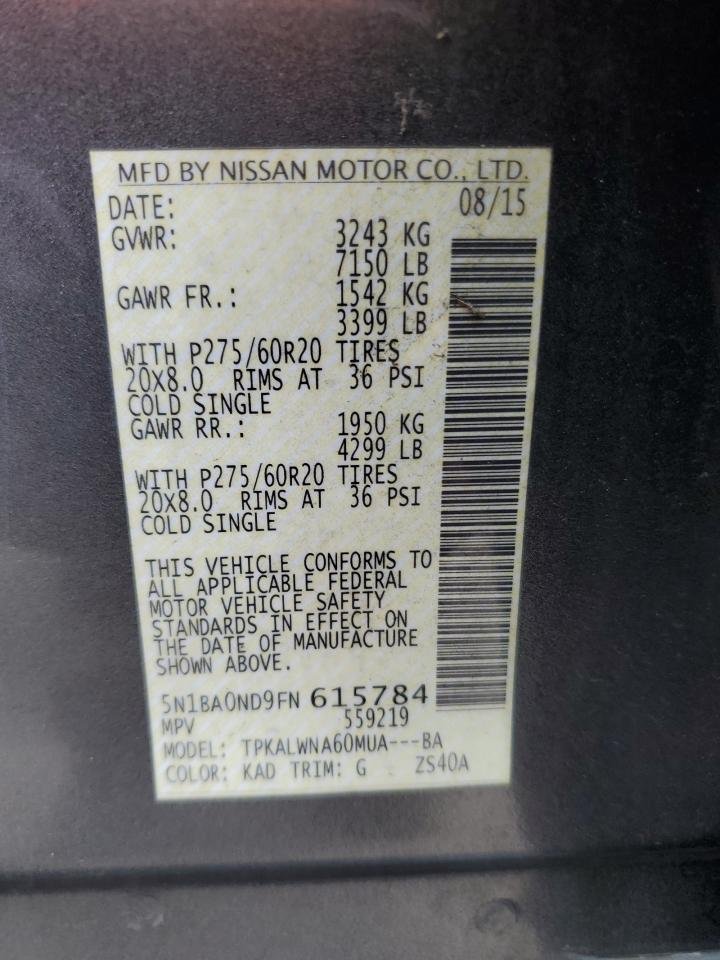 MFD BY NISSAN MOTOR CO., LTD.
DATE: 08/15
GVWR: 3243 KG
7150 LB
GAWR FR.: 1542 KG
3399 LB
WITH P275/60R20 TIRES
20X8.0 RIMS AT 36 PSI
COLD SINGLE
GAWR RR.: 1950 KG
4299 LB
WITH P275/60R20 TIRES
20X8.0 RIMS AT 36 PSI
COLD SINGLE
THIS VEHICLE CONFORMS TO
ALL APPLICABLE FEDERAL
MOTOR VEHICLE SAFETY
STANDARDS IN EFFECT ON
THE DATE OF MANUFACTURE
SHOWN ABOVE.
5N1BA0ND9FN 615784
MPV 559219
MODEL: TPKALWNA60MUA---BA
COLOR: KAD TRIM: G ZS40A